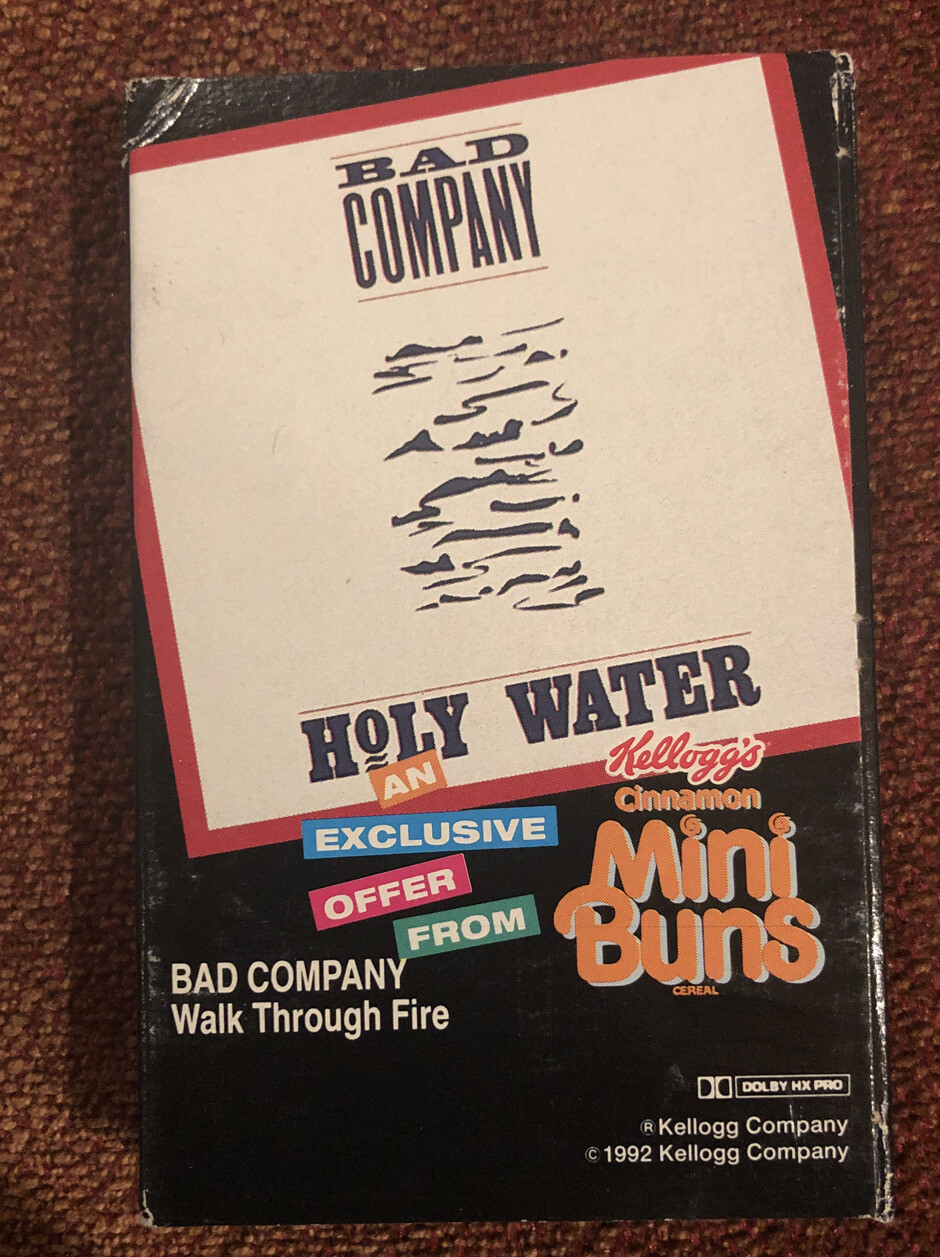 BAD
COMPANY
HOLY WATER
AN
EXCLUSIVE
OFFER
FROM
Kellogg's
Cinnamon
Mini
Buns
CEREAL
BAD COMPANY
Walk Through Fire
DOLBY HX PRO
®Kellogg Company
©1992 Kellogg Company